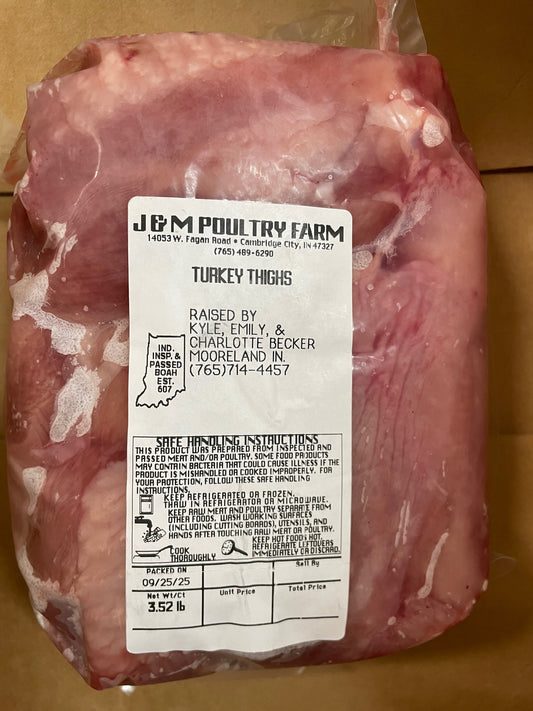 J & M POULTRY FARM
14053 W. Fagan Road • Cambridge City, IN 47327
(765) 489-6290
TURKEY THIGHS
RAISED BY
KYLE, EMILY, &
CHARLOTTE BECKER
MOORELAND IN.
(765)714-4457
IND.
INSP. &
PASSED
BOAH
EST.
607
SAFE HANDLING INSTRUCTIONS
THIS PRODUCT WAS PREPARED FROM INSPECTED AND
PASSED MEAT AND/OR POULTRY. SOME FOOD PRODUCTS
MAY CONTAIN BACTERIA THAT COULD CAUSE ILLNESS IF THE
PRODUCT IS MISHANDLED OR COOKED IMPROPERLY. FOR
YOUR PROTECTION, FOLLOW THESE SAFE HANDLING
INSTRUCTIONS.
KEEP REFRIGERATED OR FROZEN.
THAW IN REFRIGERATOR OR MICROWAVE.
KEEP RAW MEAT AND POULTRY SEPARATE FROM
OTHER FOODS. WASH WORKING SURFACES
(INCLUDING CUTTING BOARDS), UTENSILS, AND
HANDS AFTER TOUCHING RAW MEAT OR POULTRY.
COOK
THOROUGHLY.
KEEP HOT FOODS HOT.
REFRIGERATE LEFTOVERS
IMMEDIATELY OR DISCARD.
PACKED ON
09/25/25
Sell By
Net Wt/Ct
3.52 lb
Unit Price
Total Price